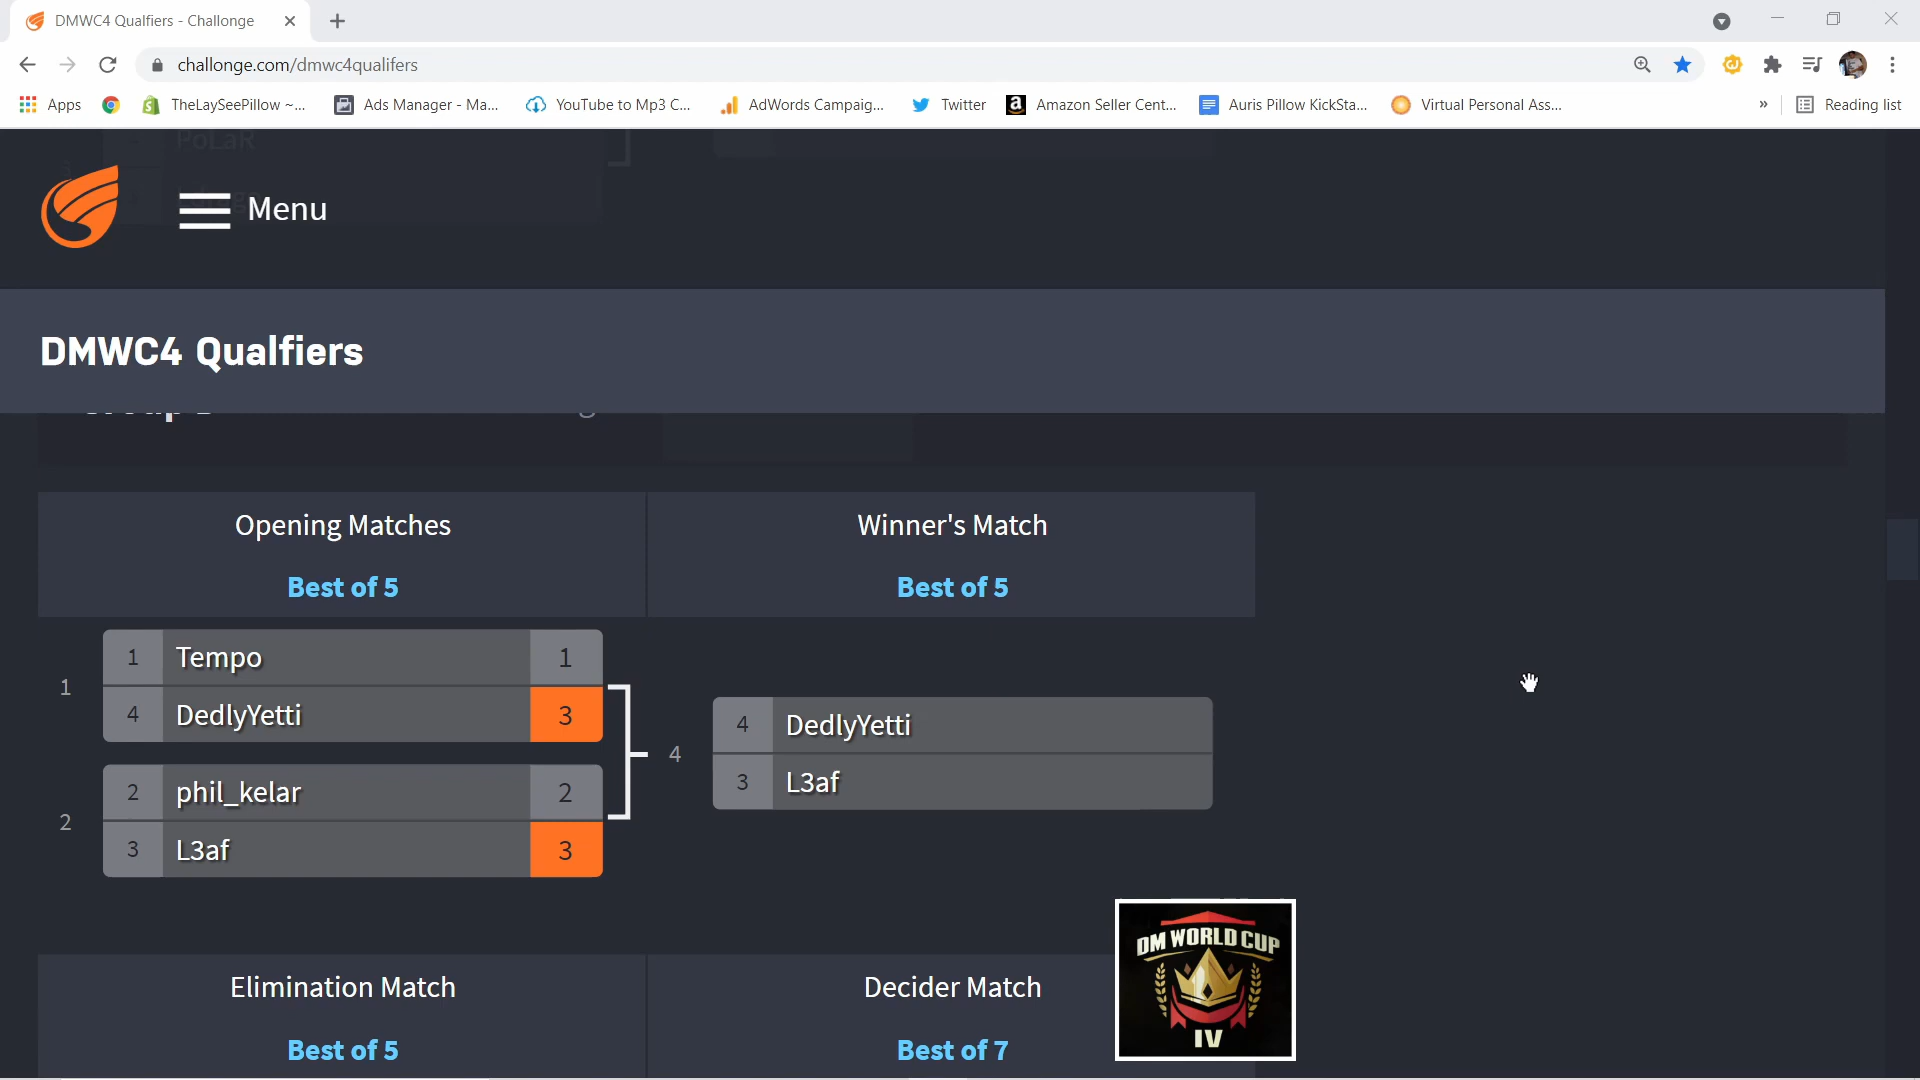 DMWC4 Qualfiers - Challonge
challonge.com/dmwc4qualifers
Apps
TheLaySeePillow ~...
Ads Manager - Ma...
YouTube to Mp3 C...
AdWords Campaig...
Twitter
Amazon Seller Cent...
Auris Pillow KickSta...
Virtual Personal Ass...
»
Reading list
PoLaR
Menu
DMWC4 Qualfiers
Opening Matches
Winner's Match
Best of 5
Best of 5
1
1 Tempo 1
4 DedlyYetti 3
2
2 phil_kelar 2
3 L3af 3
4
4 DedlyYetti
3 L3af
Elimination Match
Decider Match
Best of 5
Best of 7
DM WORLD CUP
IV